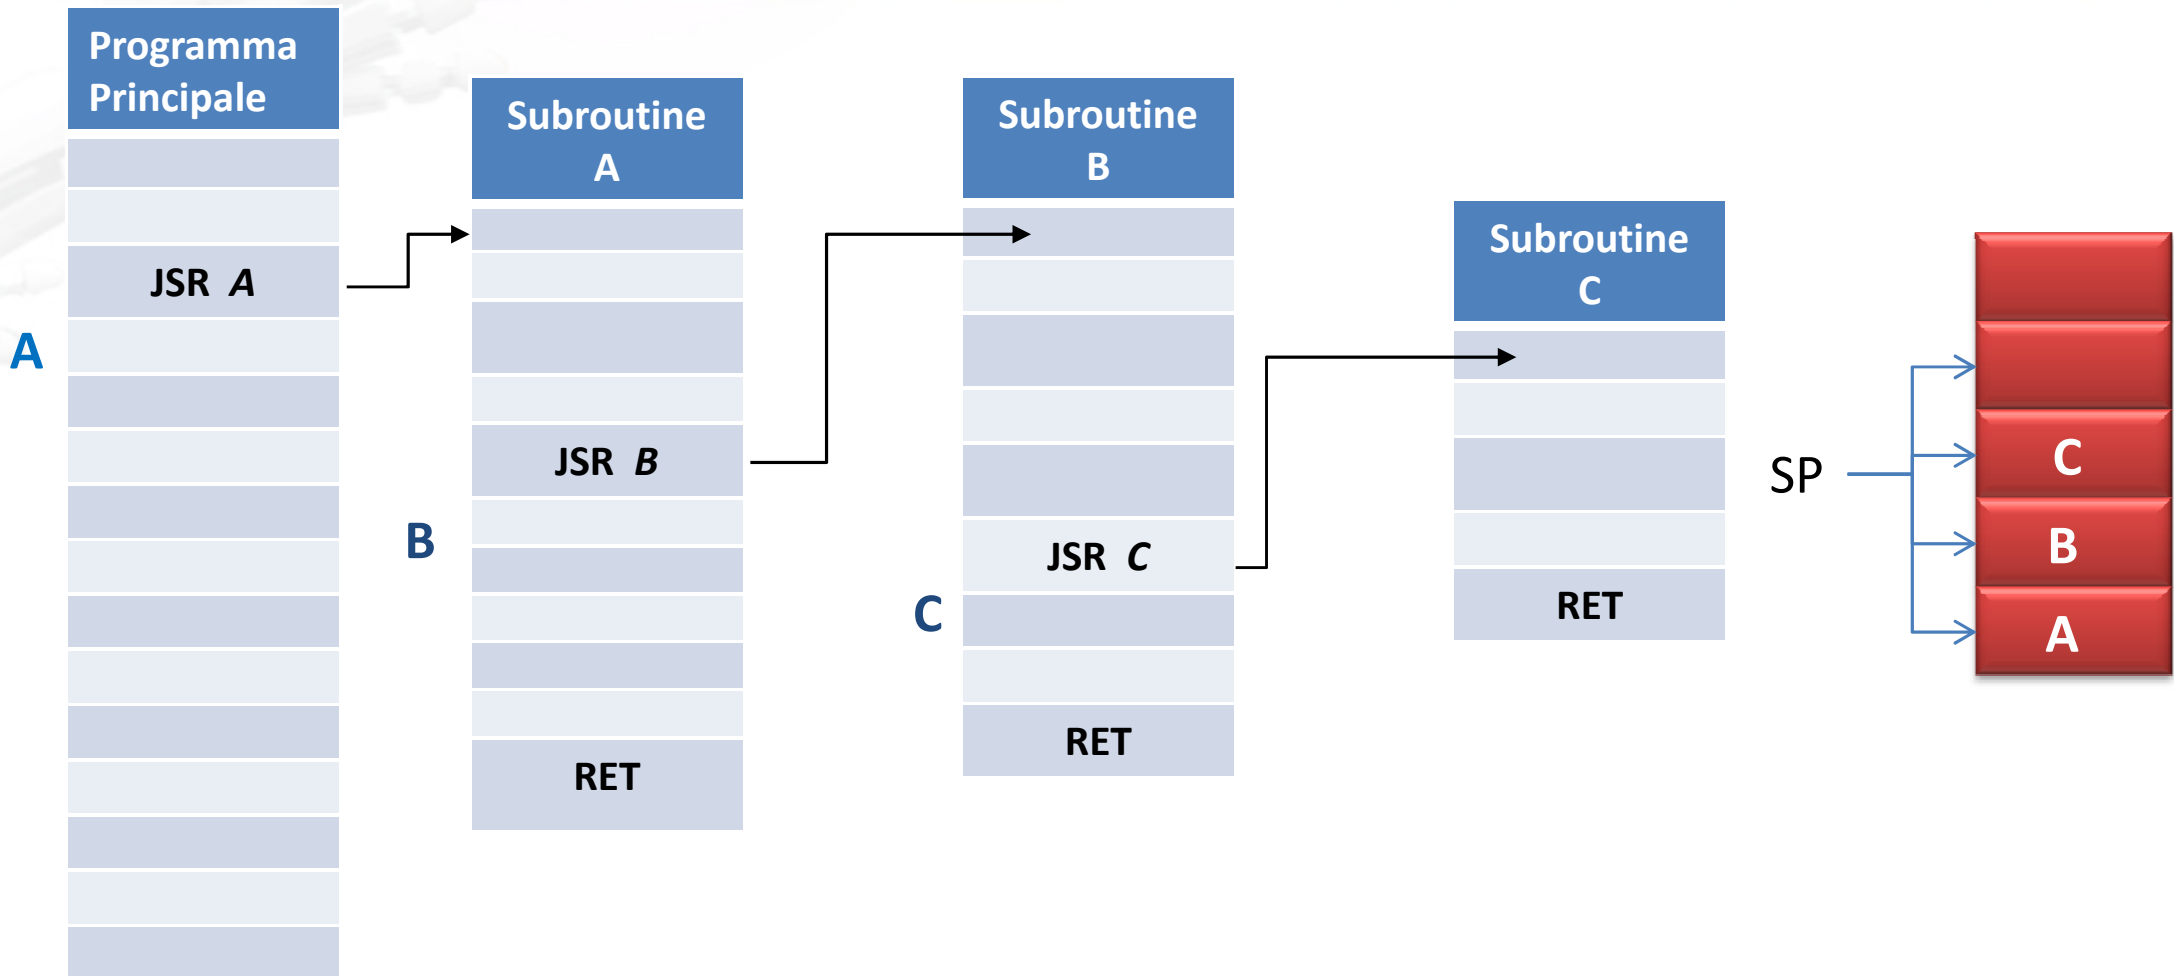 Programma
Principale
JSR A
A
Subroutine
A
JSR B
B
RET
Subroutine
B
JSR C
C
RET
Subroutine
C
RET
SP
C
B
A